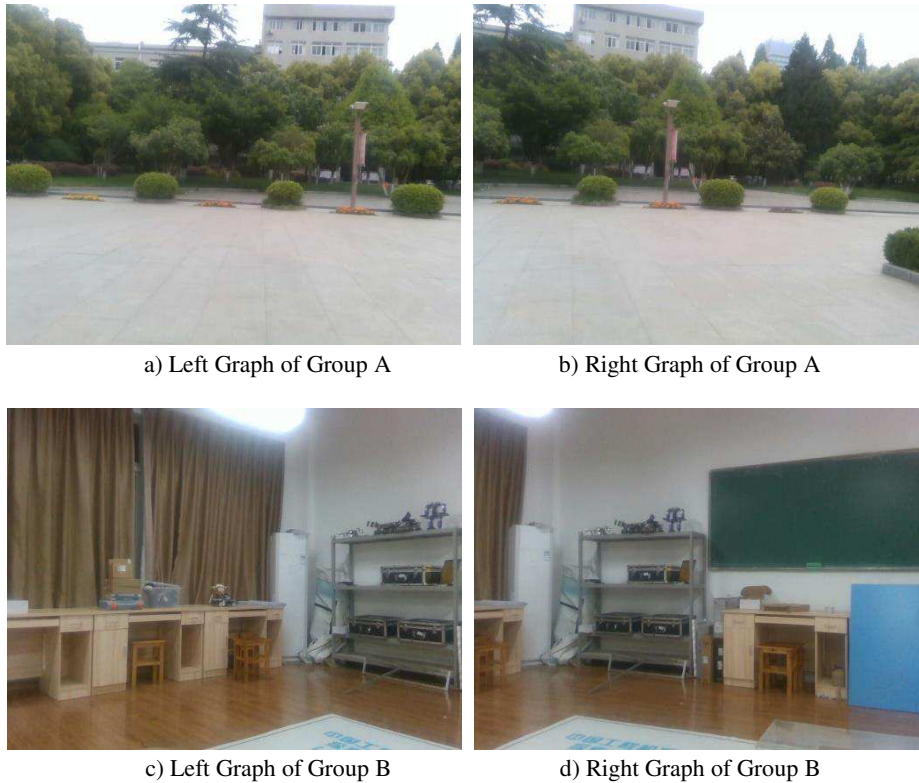 a) Left Graph of Group A
b) Right Graph of Group A
c) Left Graph of Group B
d) Right Graph of Group B